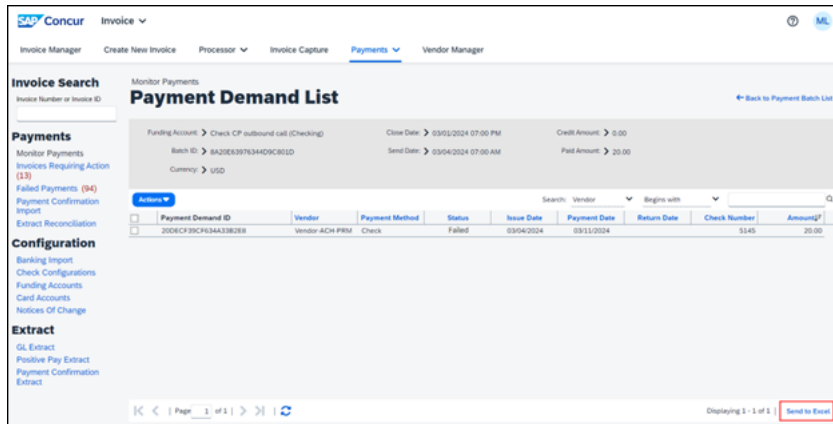 SAP Concur Invoice ML
Invoice Manager Create New Invoice Processor Invoice Capture Payments Vendor Manager
Invoice Search
Invoice Number or Invoice ID
Payments
Monitor Payments
Invoices Requiring Action
(13)
Failed Payments (94)
Payment Confirmation
Import
Extract Reconciliation
Configuration
Banking Import
Check Configurations
Funding Accounts
Card Accounts
Notices Of Change
Extract
GL Extract
Positive Pay Extract
Payment Confirmation
Extract
Monitor Payments
Payment Demand List
Back to Payment Batch List
Funding Account: Check CP outbound call (Checking) Close Date: 03/01/2024 07:00 PM Credit Amount: 0.00
Batch ID: 8A20E63976344D9C801D Send Date: 03/04/2024 07:00 AM Paid Amount: 20.00
Currency: USD
Actions Search: Vendor Begins with
Payment Demand ID Vendor Payment Method Status Issue Date Payment Date Return Date Check Number Amount
20DECF39CF634A33B2E8 Vendor-ACH-PRM Check Failed 03/04/2024 03/11/2024 5145 20.00
Page 1 of 1 Displaying 1 - 1 of 1 Send to Excel